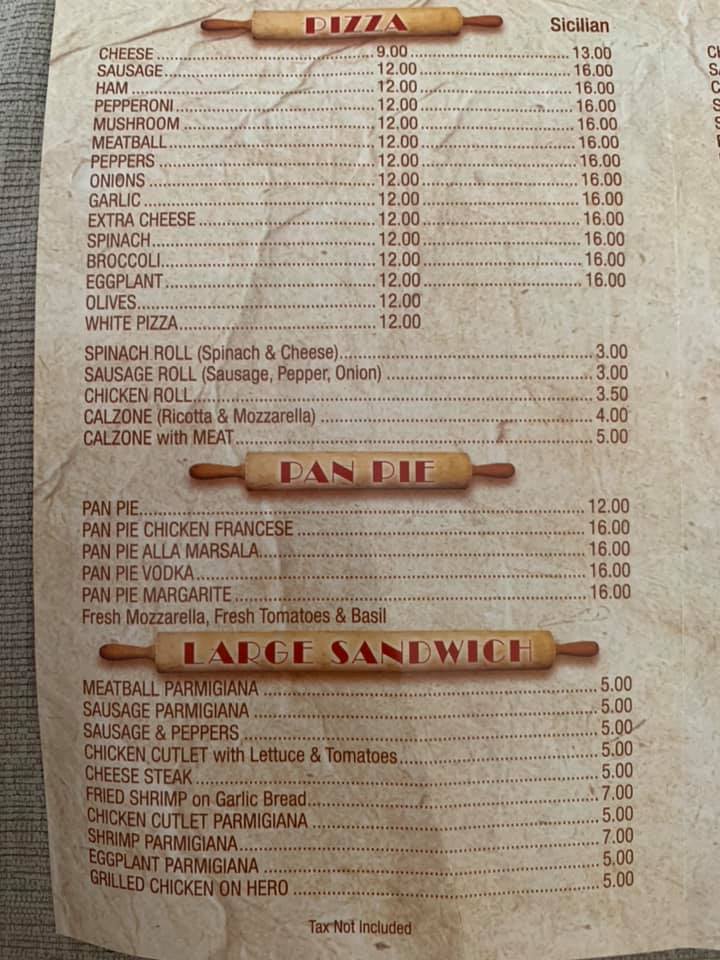 PIZZA Sicilian
CHEESE 9.00 13.00
SAUSAGE 12.00 16.00
HAM 12.00 16.00
PEPPERONI 12.00 16.00
MUSHROOM 12.00 16.00
MEATBALL 12.00 16.00
PEPPERS 12.00 16.00
ONIONS 12.00 16.00
GARLIC 12.00 16.00
EXTRA CHEESE 12.00 16.00
SPINACH 12.00 16.00
BROCCOLI 12.00 16.00
EGGPLANT 12.00 16.00
OLIVES 12.00
WHITE PIZZA 12.00
SPINACH ROLL (Spinach & Cheese) 3.00
SAUSAGE ROLL (Sausage, Pepper, Onion) 3.00
CHICKEN ROLL 3.50
CALZONE (Ricotta & Mozzarella) 4.00
CALZONE with MEAT 5.00
PAN PIE
PAN PIE 12.00
PAN PIE CHICKEN FRANCESE 16.00
PAN PIE ALLA MARSALA 16.00
PAN PIE VODKA 16.00
PAN PIE MARGARITE 16.00
Fresh Mozzarella, Fresh Tomatoes & Basil
LARGE SANDWICH
MEATBALL PARMIGIANA 5.00
SAUSAGE PARMIGIANA 5.00
SAUSAGE & PEPPERS 5.00
CHICKEN CUTLET with Lettuce & Tomatoes 5.00
CHEESE STEAK 5.00
FRIED SHRIMP on Garlic Bread 7.00
CHICKEN CUTLET PARMIGIANA 5.00
SHRIMP PARMIGIANA 7.00
EGGPLANT PARMIGIANA 5.00
GRILLED CHICKEN ON HERO 5.00
Tax Not Included